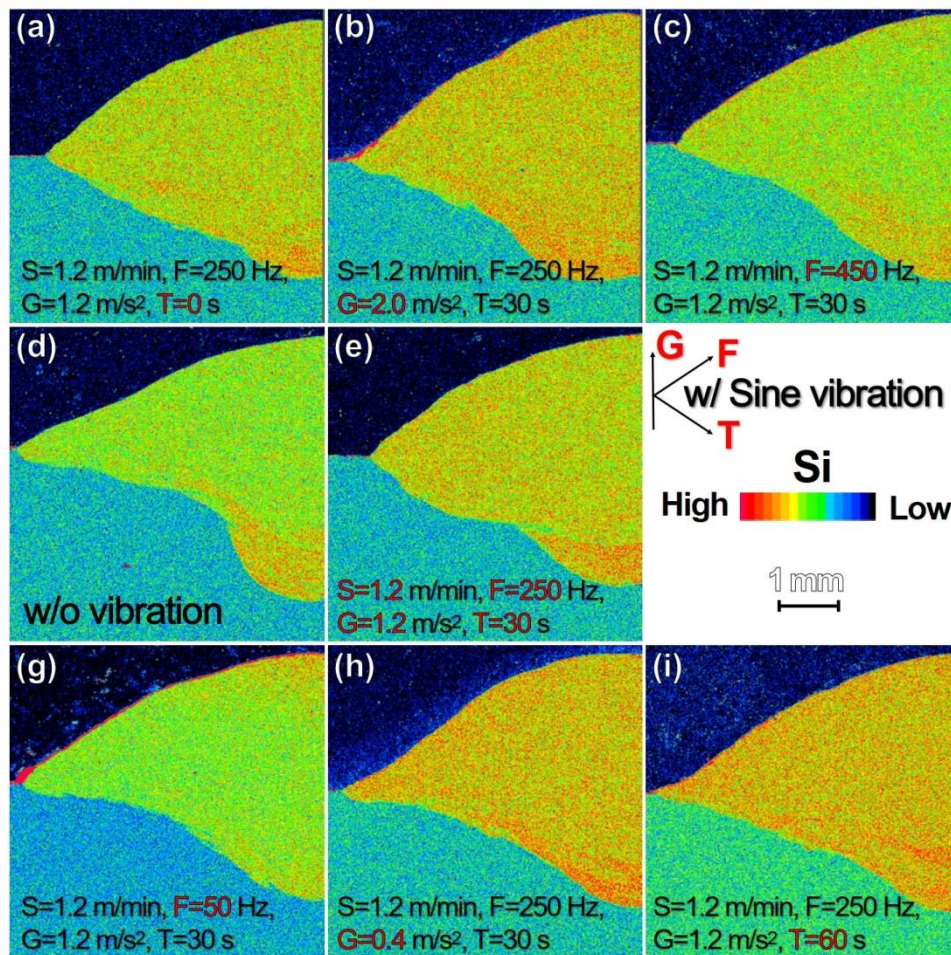 (a)
S=1.2 m/min, F=250 Hz,
G=1.2 m/s², T=0 s
(b)
S=1.2 m/min, F=250 Hz,
G=2.0 m/s², T=30 s
(c)
S=1.2 m/min, F=450 Hz,
G=1.2 m/s², T=30 s
(d)
w/o vibration
(e)
S=1.2 m/min, F=250 Hz,
G=1.2 m/s², T=30 s
G
F
w/ Sine vibration
T
Si
High Low
1 mm
(g)
S=1.2 m/min, F=50 Hz,
G=1.2 m/s², T=30 s
(h)
S=1.2 m/min, F=250 Hz,
G=0.4 m/s², T=30 s
(i)
S=1.2 m/min, F=250 Hz,
G=1.2 m/s², T=60 s